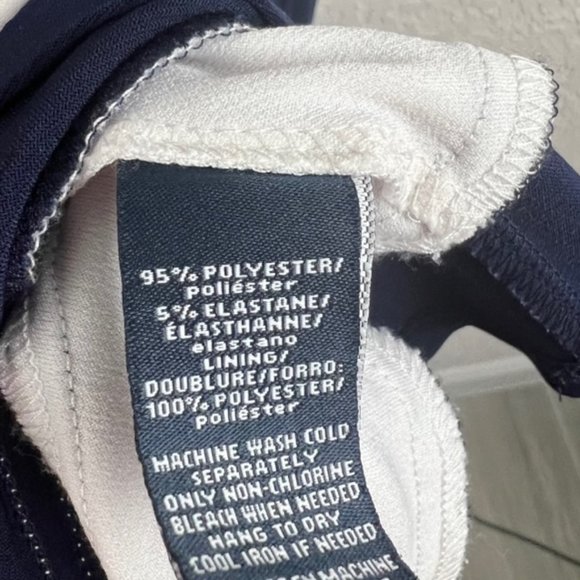 95% POLYESTER/
poliéster
5% ELASTANE/
ÉLASTHANNE/
elastano
LINING/
DOUBLURE/FORRO:
100% POLYESTER/
poliéster
MACHINE WASH COLD
SEPARATELY
ONLY NON-CHLORINE
BLEACH WHEN NEEDED
HANG TO DRY
COOL IRON IF NEEDED
MACHINE